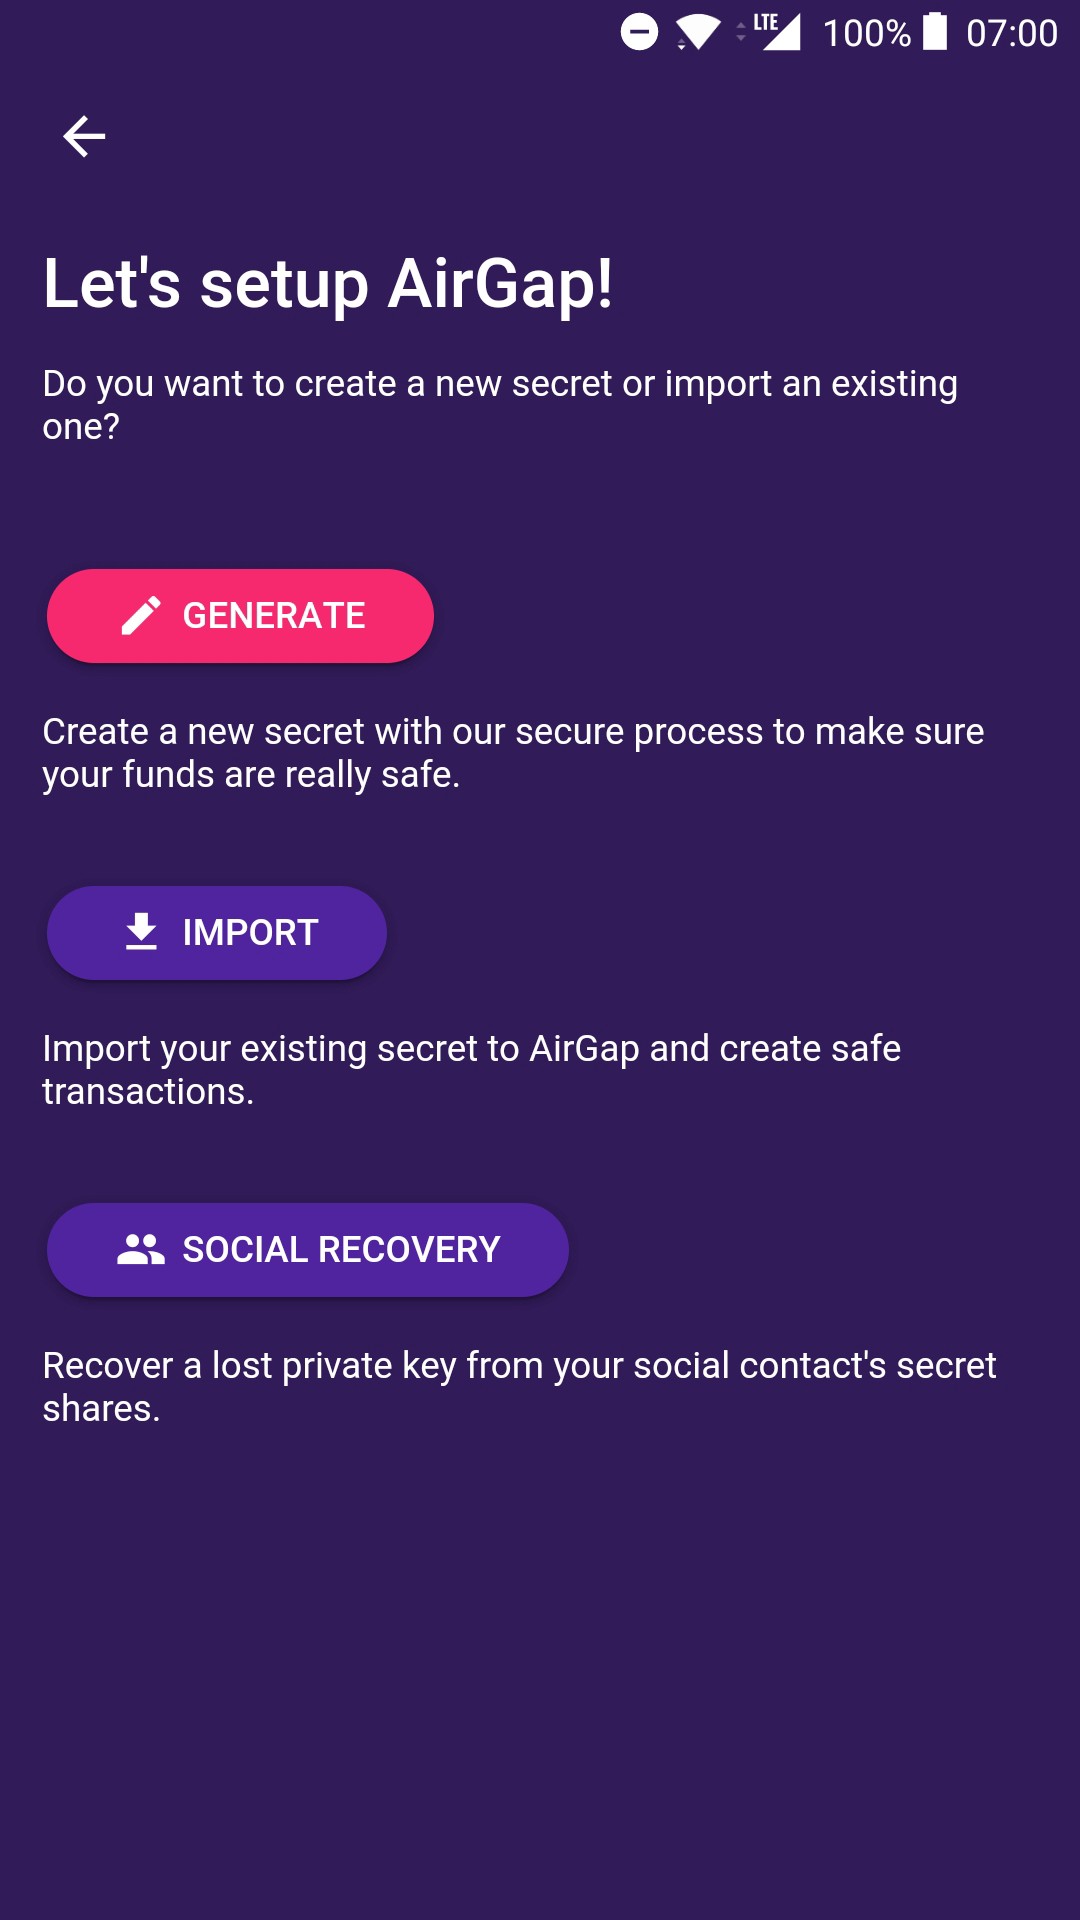 LTE 100% 07:00
Let's setup AirGap!
Do you want to create a new secret or import an existing
one?
GENERATE
Create a new secret with our secure process to make sure
your funds are really safe.
IMPORT
Import your existing secret to AirGap and create safe
transactions.
SOCIAL RECOVERY
Recover a lost private key from your social contact's secret
shares.